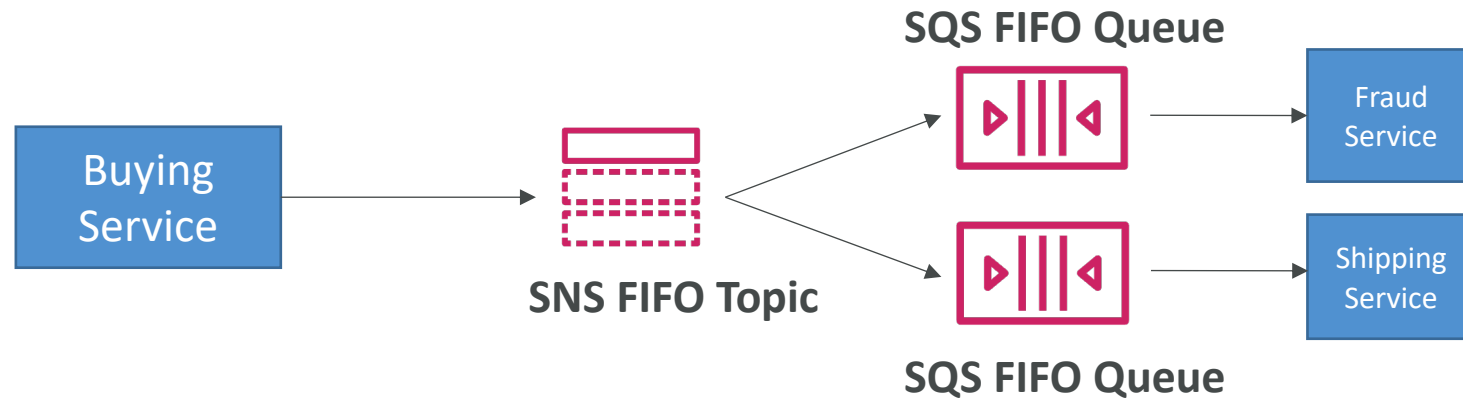 SQS FIFO Queue
Buying
Service
SNS FIFO Topic
Fraud
Service
Shipping
Service
SQS FIFO Queue